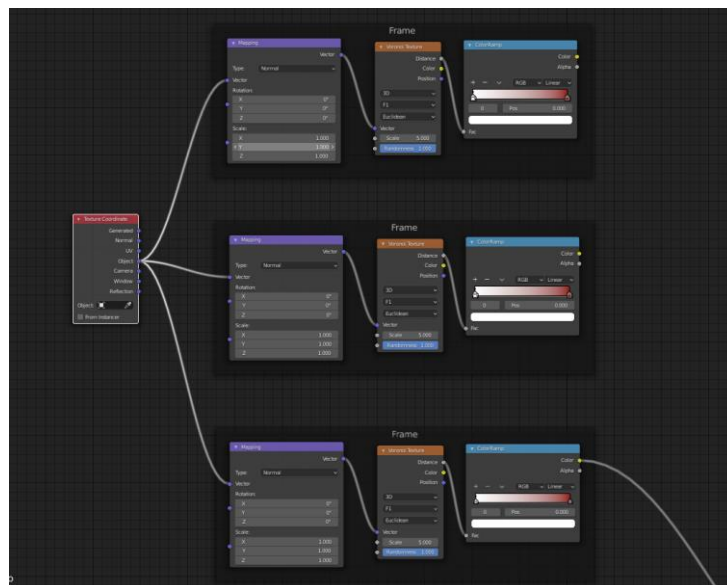 Frame
Mapping
Vector
Type: Normal
Vector
Rotation:
X 0°
Y 0°
Z 0°
Scale:
X 1.000
Y 1.000
Z 1.000
Voronoi Texture
Distance
Color
Position
3D
F1
Euclidean
Vector
Scale 5.000
Randomness 1.000
ColorRamp
Color
Alpha
RGB Linear
0 Pos 0.000
Fac
Texture Coordinate
Generated
Normal
UV
Object
Camera
Window
Reflection
Object:
From Instancer
Frame
Mapping
Vector
Type: Normal
Vector
Rotation:
X 0°
Y 0°
Z 0°
Scale:
X 1.000
Y 1.000
Z 1.000
Voronoi Texture
Distance
Color
Position
3D
F1
Euclidean
Vector
Scale 5.000
Randomness 1.000
ColorRamp
Color
Alpha
RGB Linear
0 Pos 0.000
Fac
Frame
Mapping
Vector
Type: Normal
Vector
Rotation:
X 0°
Y 0°
Z 0°
Scale:
X 1.000
Y 1.000
Z 1.000
Voronoi Texture
Distance
Color
Position
3D
F1
Euclidean
Vector
Scale 5.000
Randomness 1.000
ColorRamp
Color
Alpha
RGB Linear
0 Pos 0.000
Fac